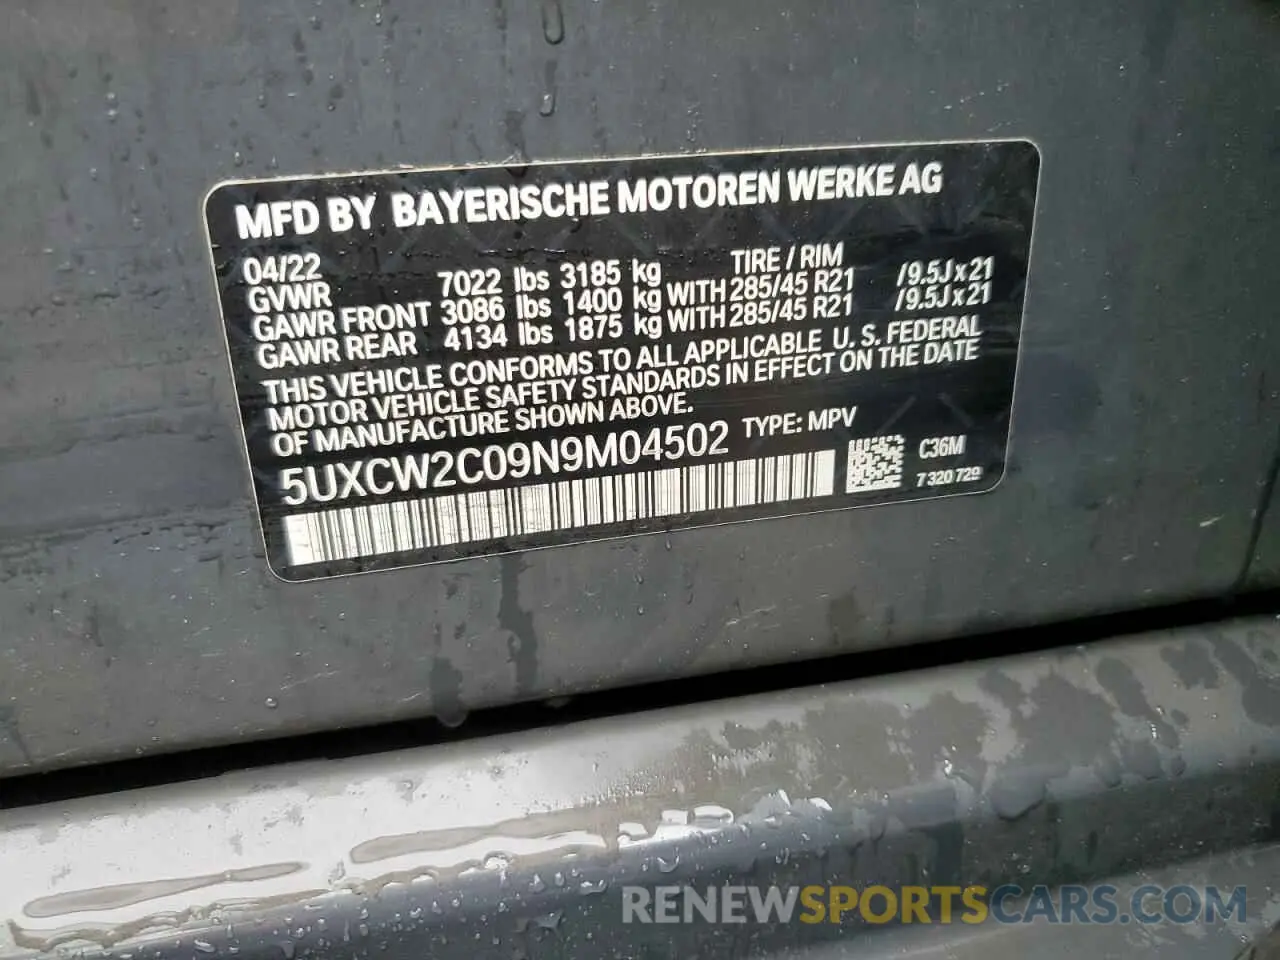 MFD BY BAYERISCHE MOTOREN WERKE AG
04/22 TIRE / RIM
GVWR 7022 lbs 3185 kg
GAWR FRONT 3086 lbs 1400 kg WITH 285/45 R21 /9.5Jx21
GAWR REAR 4134 lbs 1875 kg WITH 285/45 R21 /9.5Jx21
THIS VEHICLE CONFORMS TO ALL APPLICABLE U. S. FEDERAL
MOTOR VEHICLE SAFETY STANDARDS IN EFFECT ON THE DATE
OF MANUFACTURE SHOWN ABOVE.
5UXCW2C09N9M04502 TYPE: MPV
C36M
7 320 729
RENEWSPORTSCARS.COM